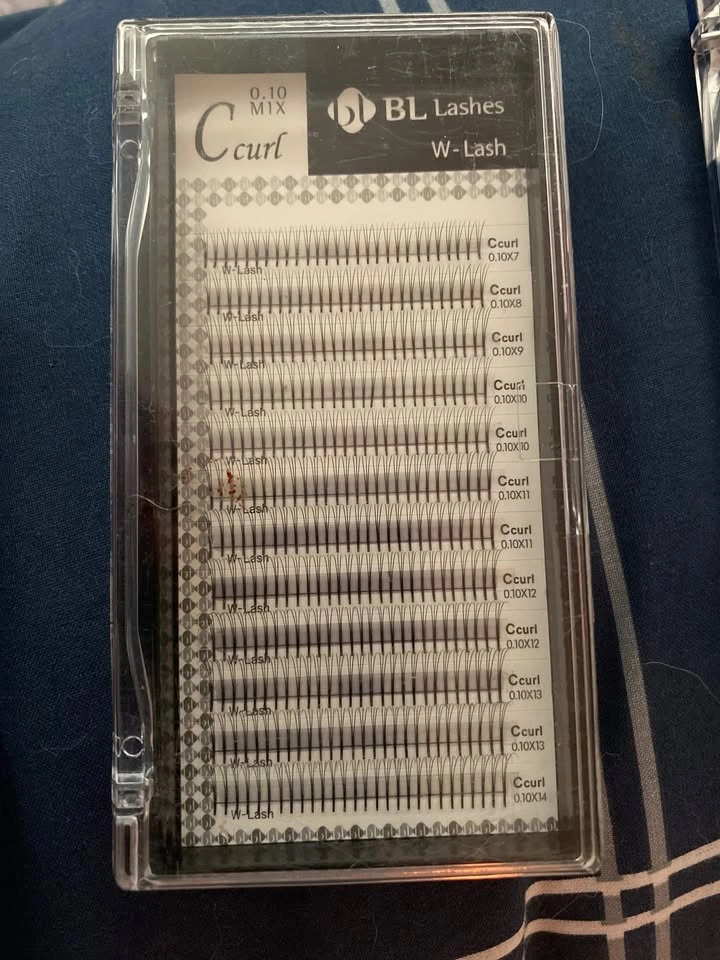 0.10
MIX
C curl
BL Lashes
W-Lash
Ccurl
0.10X7
W-Lash
Ccurl
0.10X8
W-Lash
Ccurl
0.10X9
W-Lash
Ccurl
0.10X10
W-Lash
Ccurl
0.10X10
W-Lash
Ccurl
0.10X11
W-Lash
Ccurl
0.10X11
W-Lash
Ccurl
0.10X12
W-Lash
Ccurl
0.10X12
W-Lash
Ccurl
0.10X13
W-Lash
Ccurl
0.10X13
W-Lash
Ccurl
0.10X14
W-Lash